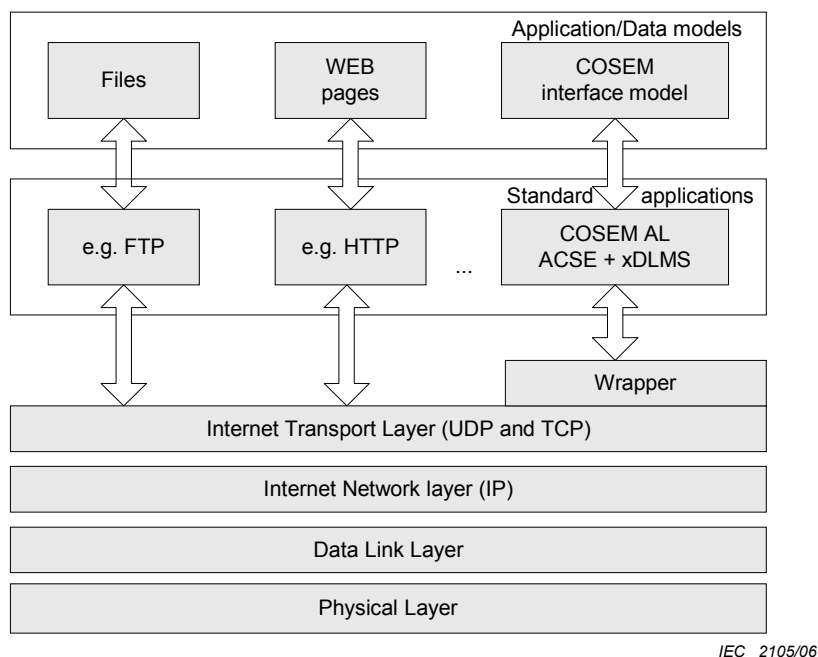 Application/Data models
Files
WEB
pages
COSEM
interface model
Standard applications
e.g. FTP
e.g. HTTP
...
COSEM AL
ACSE + xDLMS
Wrapper
Internet Transport Layer (UDP and TCP)
Internet Network layer (IP)
Data Link Layer
Physical Layer
IEC 2105/06